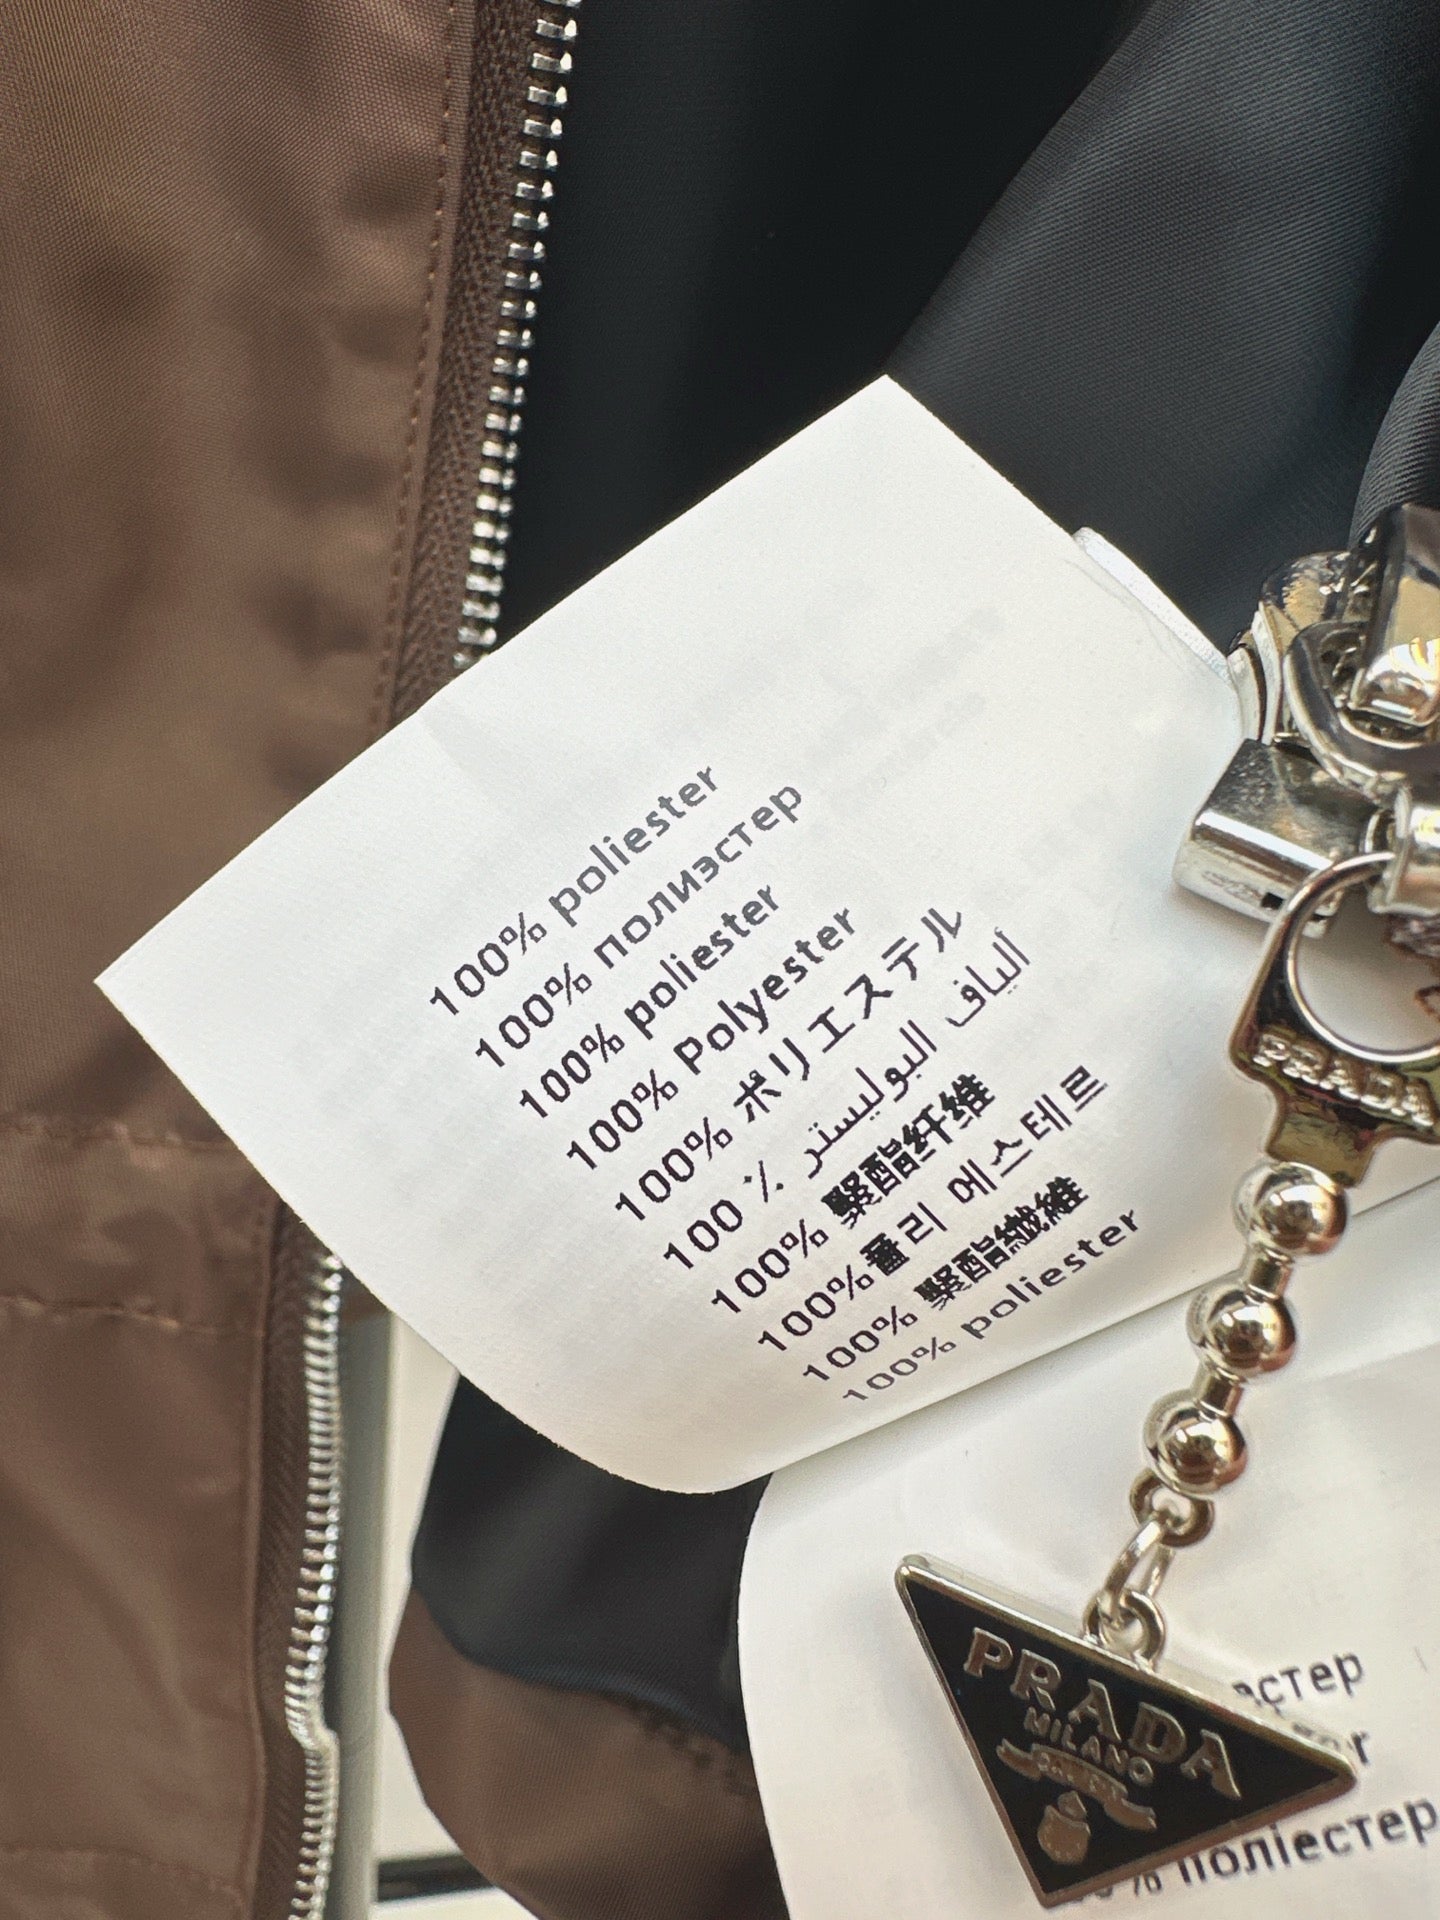 100% poliester
100% полиэстер
100% poliester
100% Polyester
100% ポリエステル
100 ٪ ألياف البوليستر
100% 聚酯纤维
100%폴리 에스테르
100% 聚酯纖維
100% poliester
PRADA
PRADA
MILANO
% поліестер